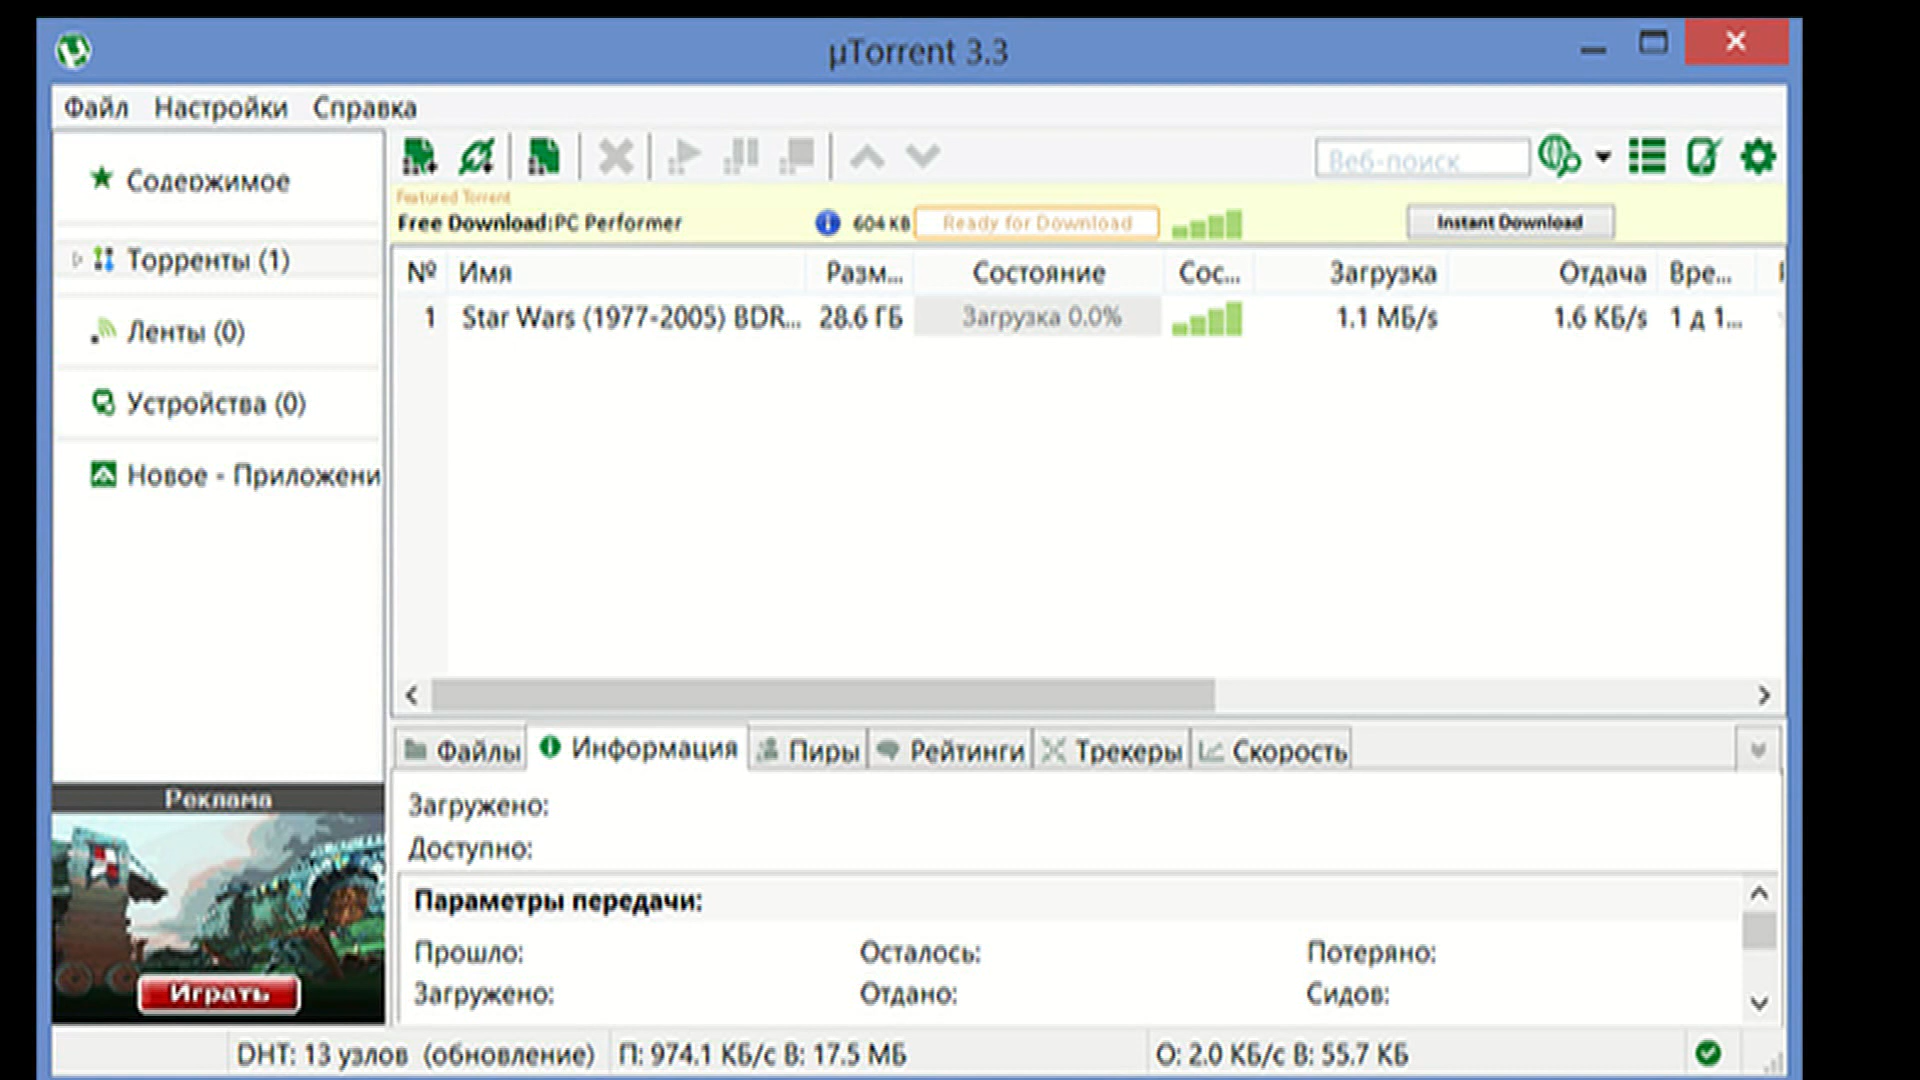 µTorrent 3.3
Файл Настройки Справка
Веб-поиск
Содержимое
Торренты (1)
Ленты (0)
Устройства (0)
Новое - Приложени
Featured Torrent
Free Download:PC Performer 604 KB Ready for Download Instant Download
№ Имя Разм... Состояние Сос... Загрузка Отдача Вре...
1 Star Wars (1977-2005) BDR... 28.6 ГБ Загрузка 0.0% 1.1 МБ/s 1.6 КБ/s 1 д 1...
Файлы Информация Пиры Рейтинги Трекеры Скорость
Загружено:
Доступно:
Параметры передачи:
Прошло: Осталось: Потеряно:
Загружено: Отдано: Сидов:
Реклама
Играть
DHT: 13 узлов (обновление) П: 974.1 КБ/с В: 17.5 МБ О: 2.0 КБ/с В: 55.7 КБ